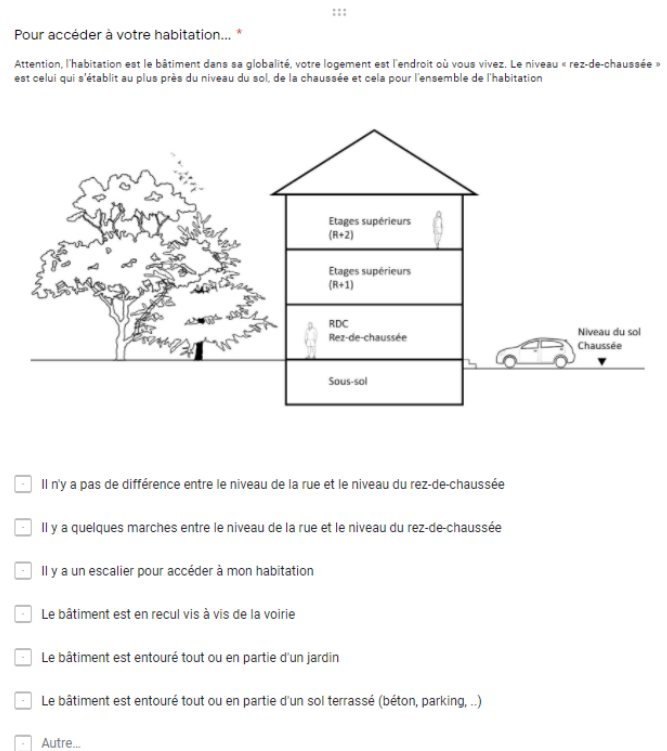 Pour accéder à votre habitation... *
Attention, l'habitation est le bâtiment dans sa globalité, votre logement est l'endroit où vous vivez. Le niveau « rez-de-chaussée »
est celui qui s'établit au plus près du niveau du sol, de la chaussée et cela pour l'ensemble de l'habitation
Etages supérieurs
(R+2)
Etages supérieurs
(R+1)
RDC
Rez-de-chaussée
Niveau du sol
Chaussée
Sous-sol
Il n'y a pas de différence entre le niveau de la rue et le niveau du rez-de-chaussée
Il y a quelques marches entre le niveau de la rue et le niveau du rez-de-chaussée
Il y a un escalier pour accéder à mon habitation
Le bâtiment est en recul vis à vis de la voirie
Le bâtiment est entouré tout ou en partie d'un jardin
Le bâtiment est entouré tout ou en partie d'un sol terrassé (béton, parking, ..)
Autre...